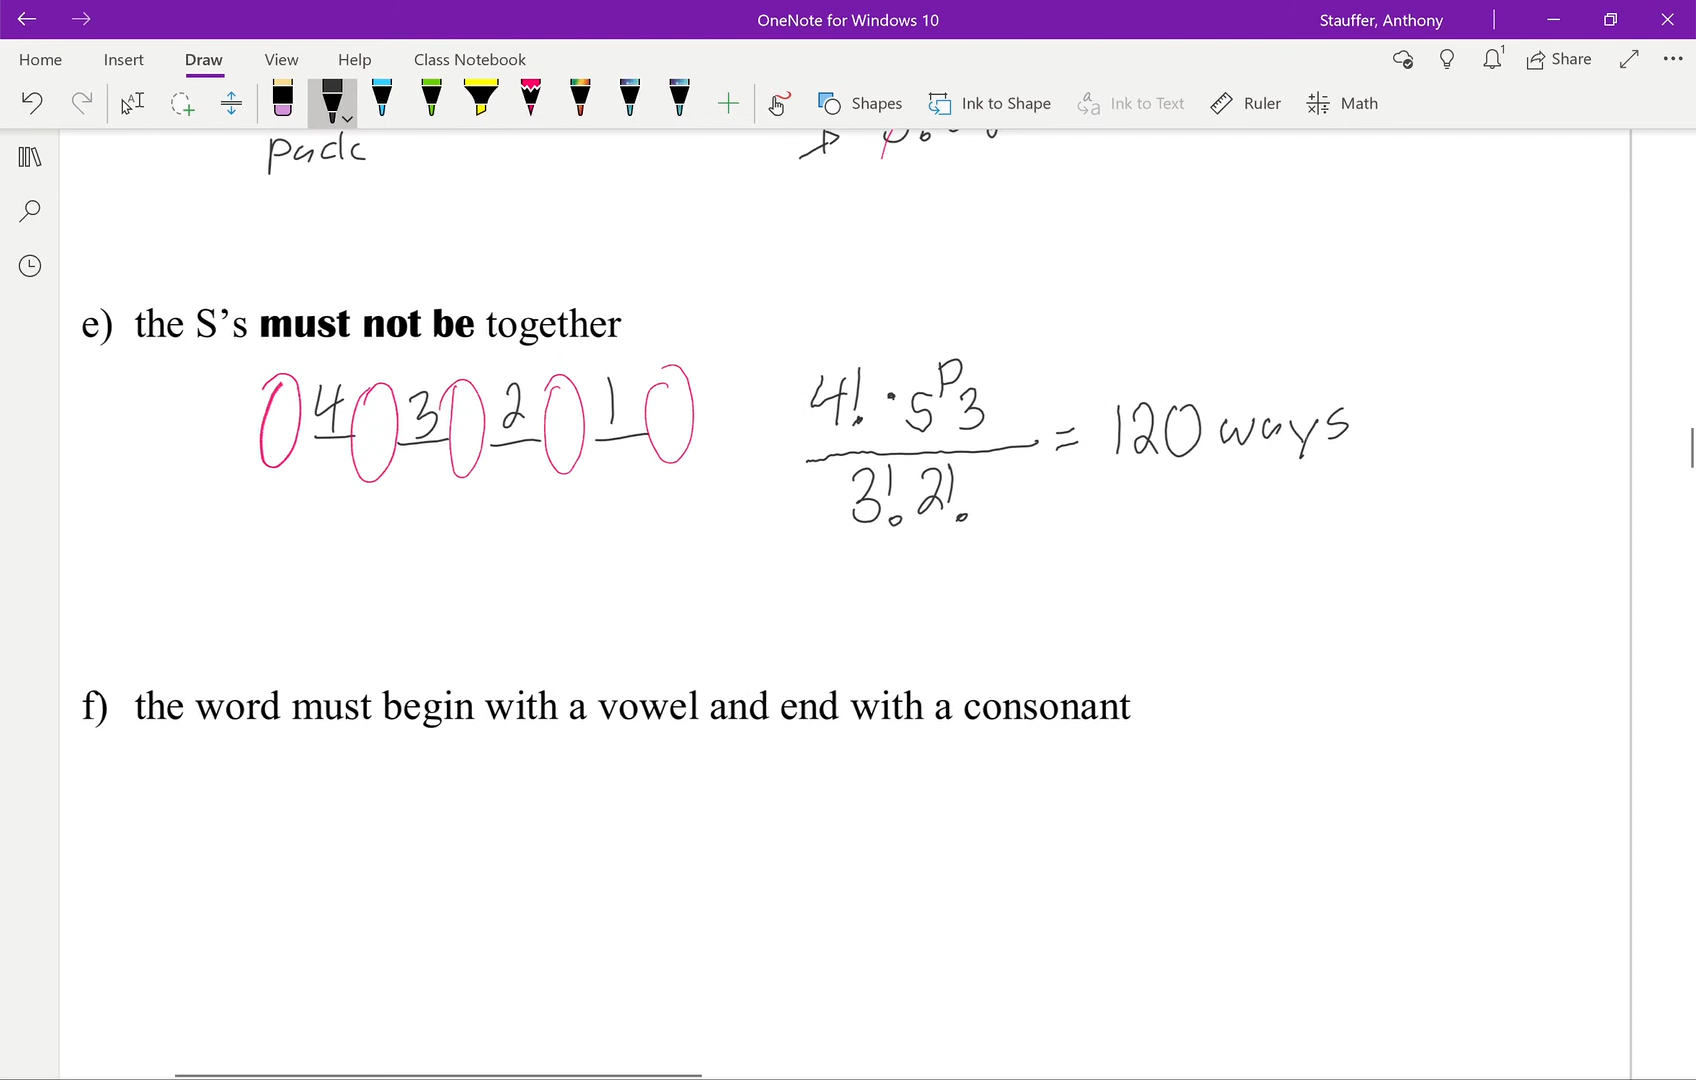 OneNote for Windows 10
Stauffer, Anthony
Home Insert Draw View Help Class Notebook
1 Share
Shapes Ink to Shape Ink to Text Ruler Math
pack
e) the S’s must not be together
4 3 2 1
4! · 5P3
= 120 ways
3! 2!
f) the word must begin with a vowel and end with a consonant